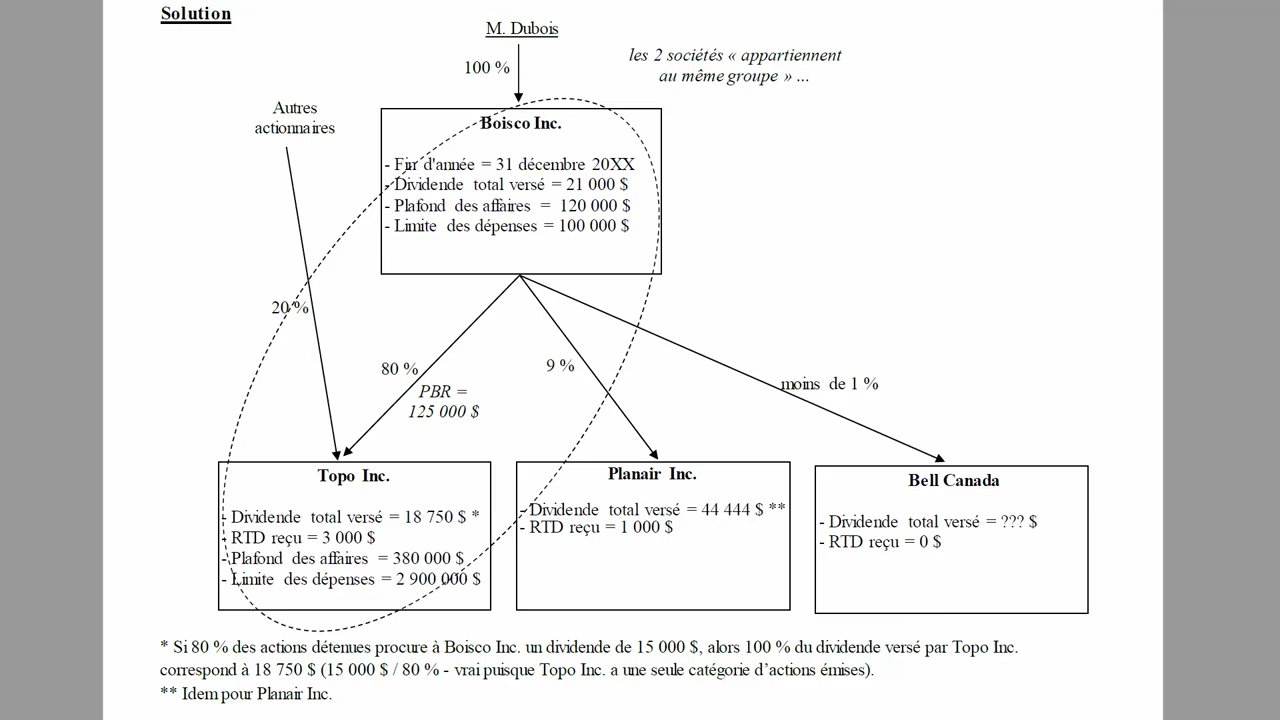 Solution
M. Dubois
100 %
les 2 sociétés « appartiennent
au même groupe » ...
Autres
actionnaires
Boisco Inc.
- Fin d'année = 31 décembre 20XX
- Dividende total versé = 21 000 $
- Plafond des affaires = 120 000 $
- Limite des dépenses = 100 000 $
20 %
80 %
PBR =
125 000 $
9 %
moins de 1 %
Topo Inc.
- Dividende total versé = 18 750 $ *
- RTD reçu = 3 000 $
- Plafond des affaires = 380 000 $
- Limite des dépenses = 2 900 000 $
Planair Inc.
- Dividende total versé = 44 444 $ **
- RTD reçu = 1 000 $
Bell Canada
- Dividende total versé = ??? $
- RTD reçu = 0 $
* Si 80 % des actions détenues procure à Boisco Inc. un dividende de 15 000 $, alors 100 % du dividende versé par Topo Inc.
correspond à 18 750 $ (15 000 $ / 80 % - vrai puisque Topo Inc. a une seule catégorie d'actions émises).
** Idem pour Planair Inc.